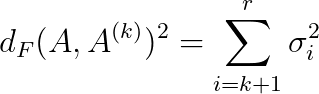 $d_F(A, A^{(k)})^2 = \sum_{i=k+1}^{r} \sigma_i^2$